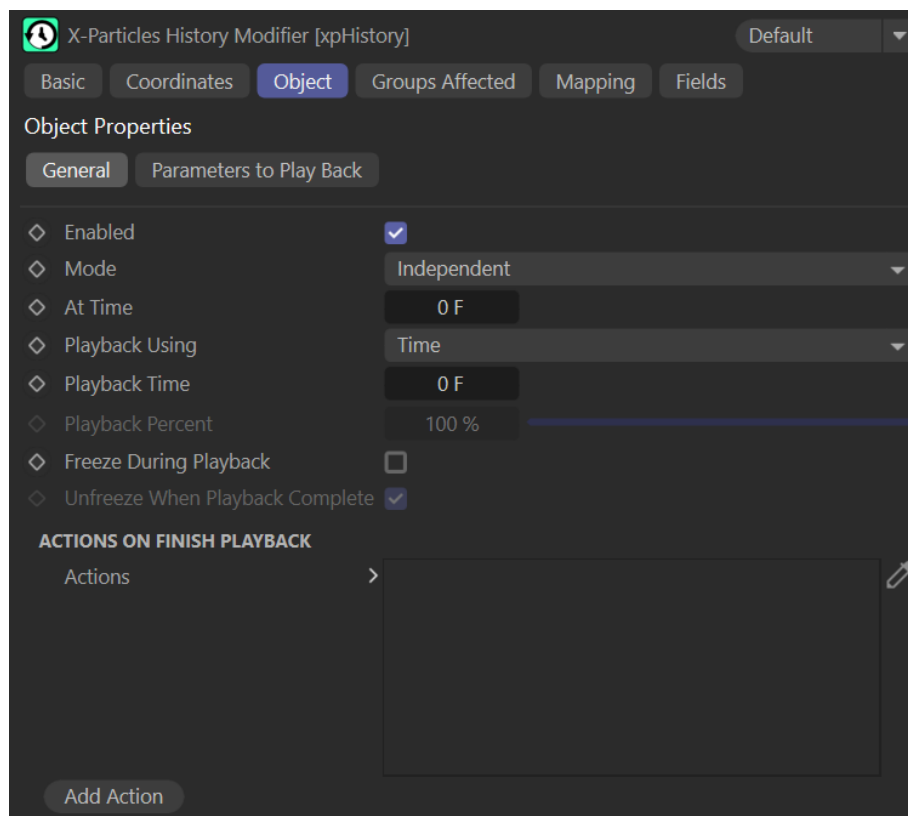 X-Particles History Modifier [xpHistory] Default
Basic Coordinates Object Groups Affected Mapping Fields
Object Properties
General Parameters to Play Back
Enabled
Mode Independent
At Time 0 F
Playback Using Time
Playback Time 0 F
Playback Percent 100 %
Freeze During Playback
Unfreeze When Playback Complete
ACTIONS ON FINISH PLAYBACK
Actions
Add Action